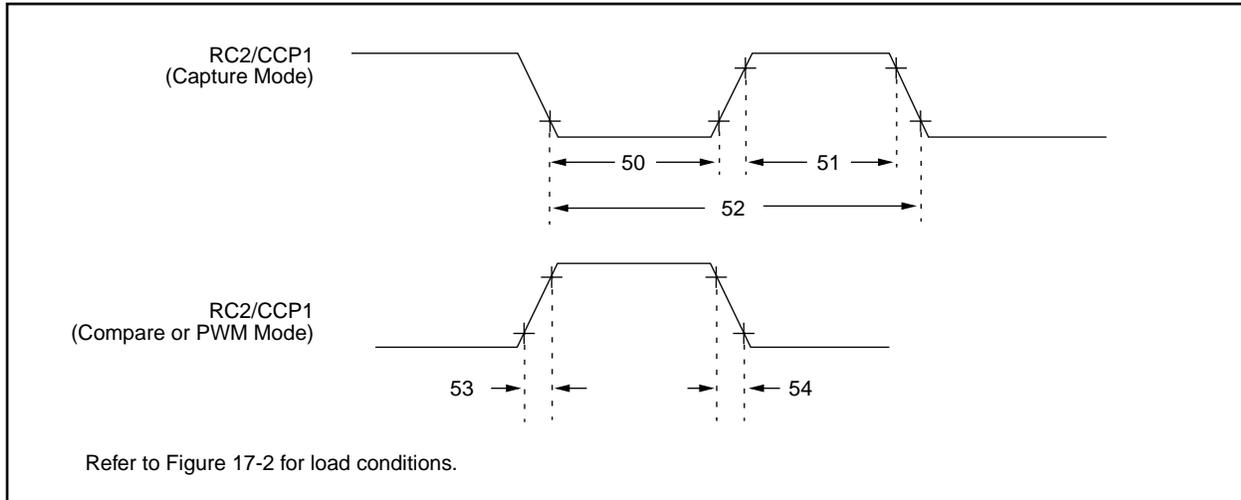 RC2/CCP1
(Capture Mode)
50
51
52
RC2/CCP1
(Compare or PWM Mode)
53
54
Refer to Figure 17-2 for load conditions.